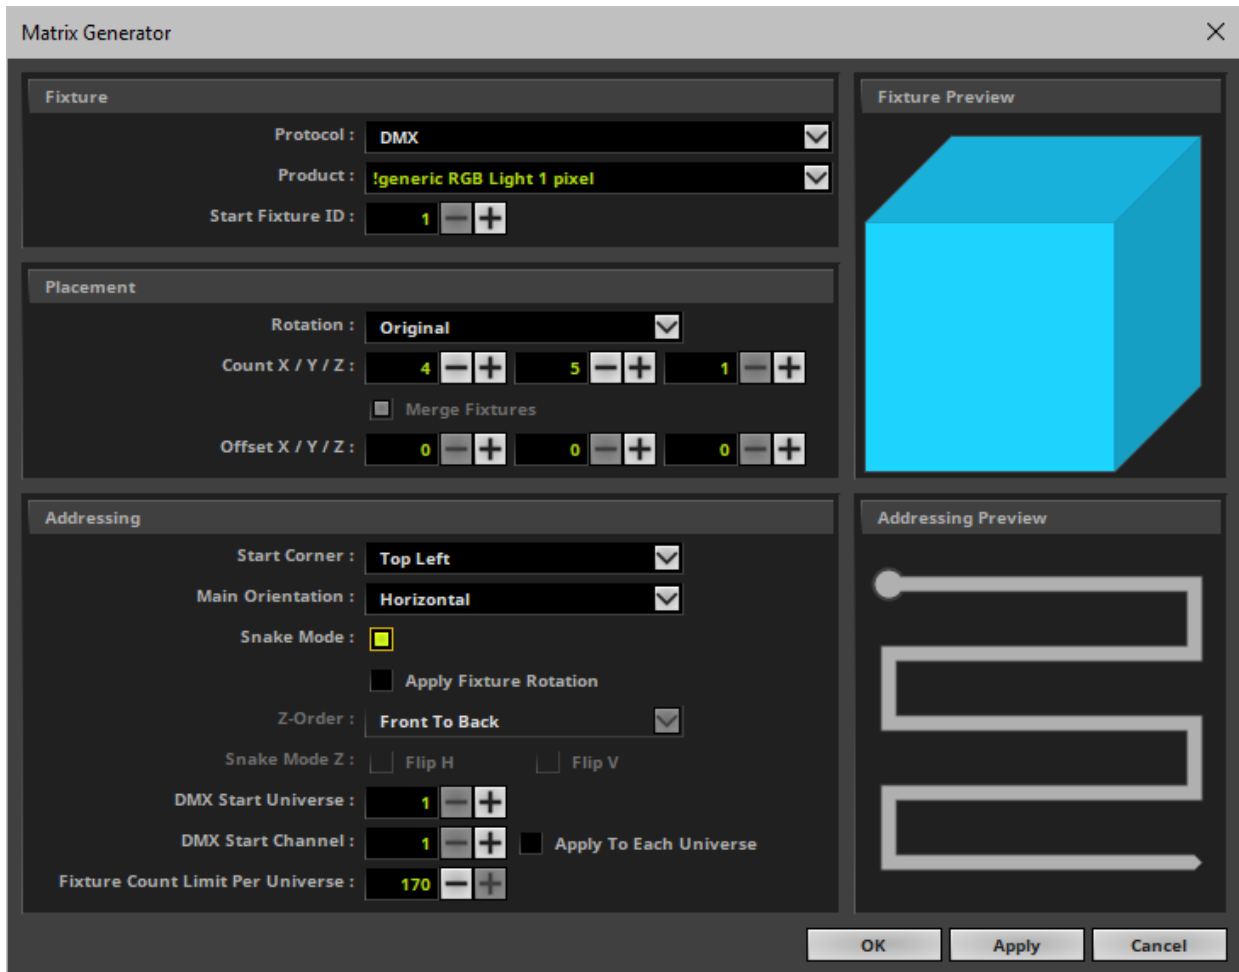 Matrix Generator
Fixture
Protocol : DMX
Product : !generic RGB Light 1 pixel
Start Fixture ID : 1
Placement
Rotation : Original
Count X / Y / Z : 4 5 1
Merge Fixtures
Offset X / Y / Z : 0 0 0
Addressing
Start Corner : Top Left
Main Orientation : Horizontal
Snake Mode :
Apply Fixture Rotation
Z-Order : Front To Back
Snake Mode Z : Flip H Flip V
DMX Start Universe : 1
DMX Start Channel : 1 Apply To Each Universe
Fixture Count Limit Per Universe : 170
Fixture Preview
Addressing Preview
OK Apply Cancel